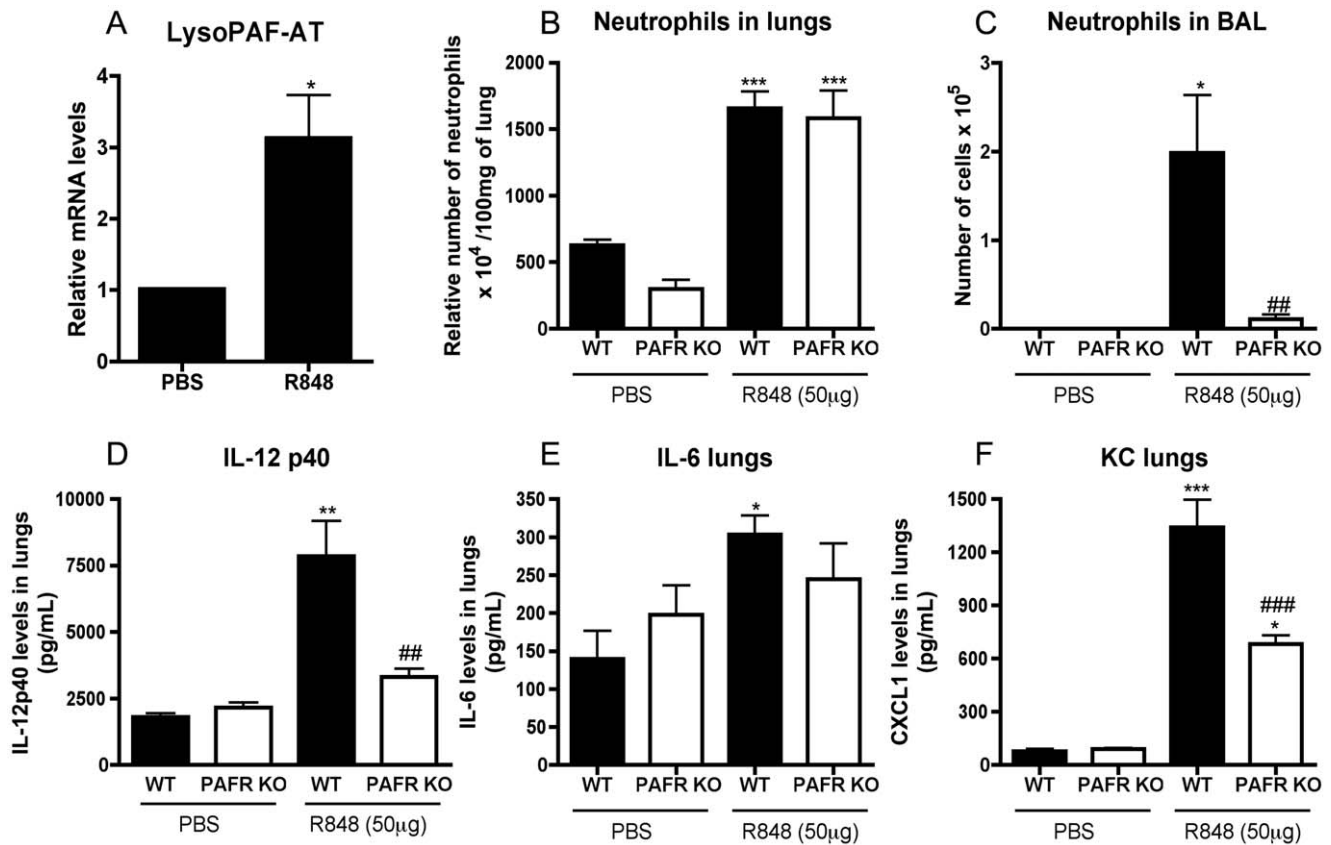 A
LysoPAF-AT
Relative mRNA levels
4
3
2
1
0
*
PBS
R848
B
Neutrophils in lungs
Relative number of neutrophils
x 10⁴ /100mg of lung
2000
1500
1000
500
0
***
***
WT
PAFR KO
WT
PAFR KO
PBS
R848 (50µg)
C
Neutrophils in BAL
Number of cells x 10⁵
3
2
1
0
*
##
WT
PAFR KO
WT
PAFR KO
PBS
R848 (50µg)
D
IL-12 p40
IL-12p40 levels in lungs
(pg/mL)
10000
7500
5000
2500
0
**
##
WT
PAFR KO
WT
PAFR KO
PBS
R848 (50µg)
E
IL-6 lungs
IL-6 levels in lungs
(pg/mL)
350
300
250
200
150
100
50
0
*
WT
PAFR KO
WT
PAFR KO
PBS
R848 (50µg)
F
KC lungs
CXCL1 levels in lungs
(pg/mL)
1500
1200
900
600
300
0
***
###
*
WT
PAFR KO
WT
PAFR KO
PBS
R848 (50µg)